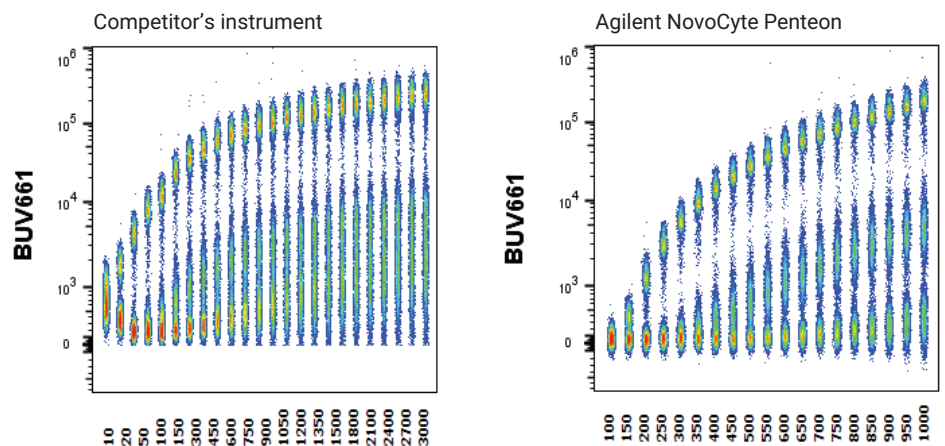 Competitor's instrument
Agilent NovoCyte Penteon
BUV661
10⁶
10⁵
10⁴
10³
0
10 20 50 100 150 300 450 600 750 900 1050 1200 1350 1500 1800 2100 2400 2700 3000
BUV661
10⁶
10⁵
10⁴
10³
0
100 150 200 250 300 350 400 450 500 550 600 650 700 750 800 850 900 950 1000